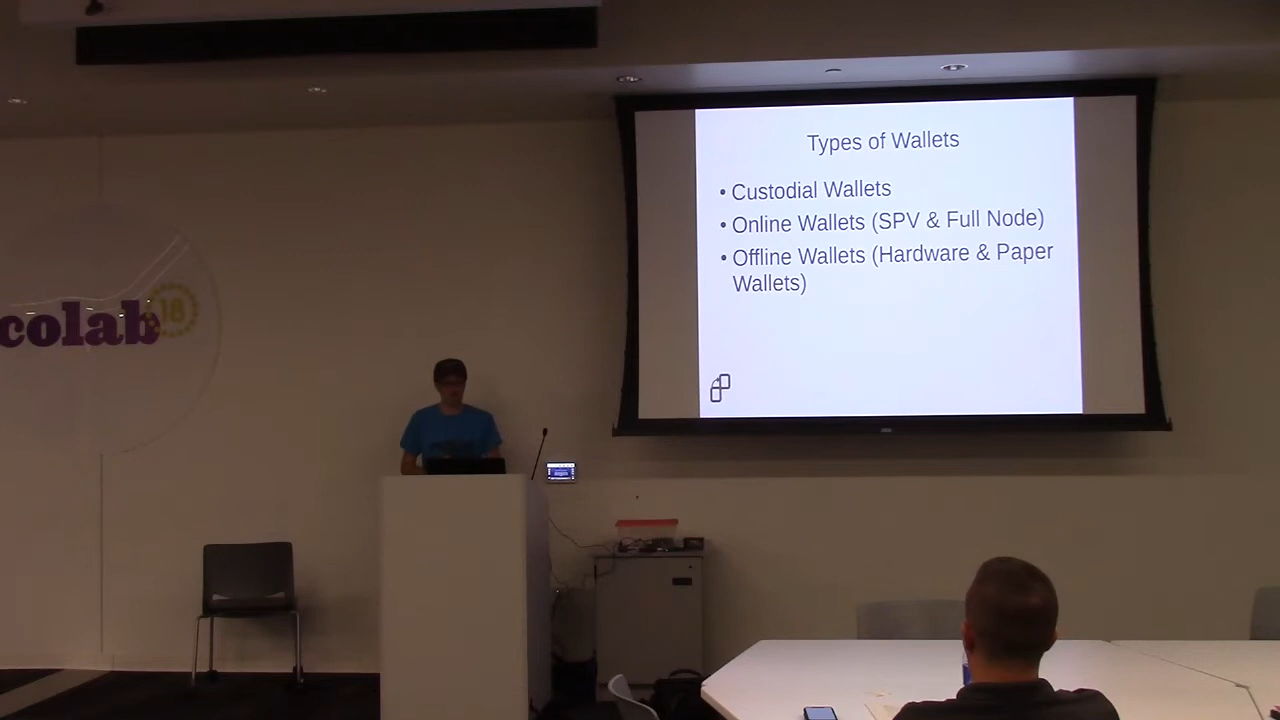 Types of Wallets
• Custodial Wallets
• Online Wallets (SPV & Full Node)
• Offline Wallets (Hardware & Paper
Wallets)
colab
18